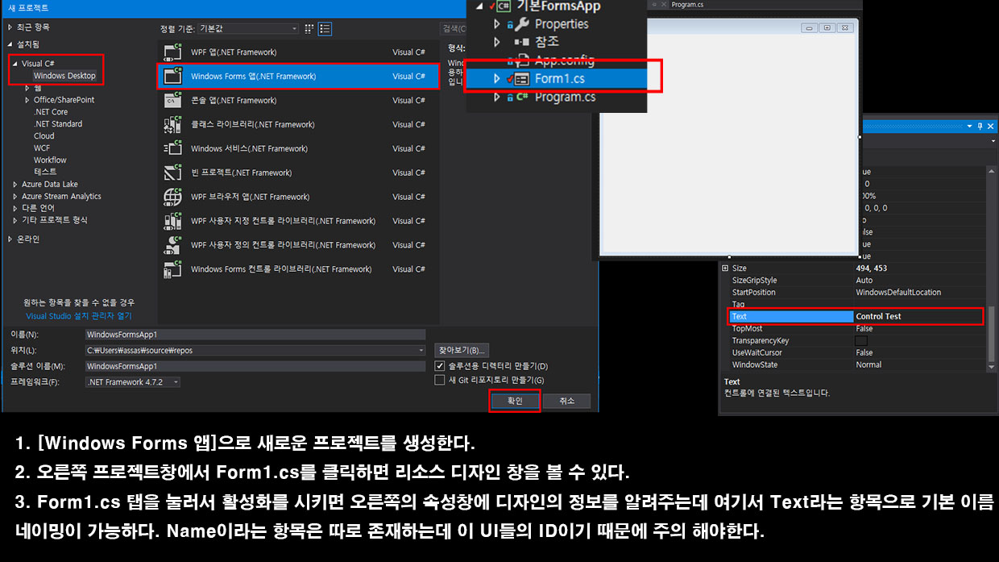 새 프로젝트
최근 항목
설치됨
Visual C#
Windows Desktop
웹
Office/SharePoint
.NET Core
.NET Standard
Cloud
WCF
Workflow
테스트
Azure Data Lake
Azure Stream Analytics
다른 언어
기타 프로젝트 형식
온라인
원하는 항목을 찾을 수 없을 경우
Visual Studio 설치 관리자 열기
정렬 기준: 기본값
WPF 앱(.NET Framework) Visual C#
Windows Forms 앱(.NET Framework) Visual C#
콘솔 앱(.NET Framework) Visual C#
클래스 라이브러리(.NET Framework) Visual C#
Windows 서비스(.NET Framework) Visual C#
빈 프로젝트(.NET Framework) Visual C#
WPF 브라우저 앱(.NET Framework) Visual C#
WPF 사용자 지정 컨트롤 라이브러리(.NET Framework) Visual C#
WPF 사용자 정의 컨트롤 라이브러리(.NET Framework) Visual C#
Windows Forms 컨트롤 라이브러리(.NET Framework) Visual C#
형식:
이름(N): WindowsFormsApp1
위치(L): C:₩Users₩assas₩source₩repos
찾아보기(B)...
솔루션 이름(M): WindowsFormsApp1
솔루션용 디렉터리 만들기(D)
프레임워크(F): .NET Framework 4.7.2
새 Git 리포지토리 만들기(G)
확인
취소
기본FormsApp
Properties
참조
App.config
Form1.cs
Program.cs
Program.cs
Size 494, 453
SizeGripStyle Auto
StartPosition WindowsDefaultLocation
Tag
Text Control Test
TopMost False
TransparencyKey
UseWaitCursor False
WindowState Normal
Text
컨트롤에 연결된 텍스트입니다.
1. [Windows Forms 앱]으로 새로운 프로젝트를 생성한다.
2. 오른쪽 프로젝트창에서 Form1.cs를 클릭하면 리소스 디자인 창을 볼 수 있다.
3. Form1.cs 탭을 눌러서 활성화를 시키면 오른쪽의 속성창에 디자인의 정보를 알려주는데 여기서 Text라는 항목으로 기본 이름
네이밍이 가능하다. Name이라는 항목은 따로 존재하는데 이 UI들의 ID이기 때문에 주의 해야한다.